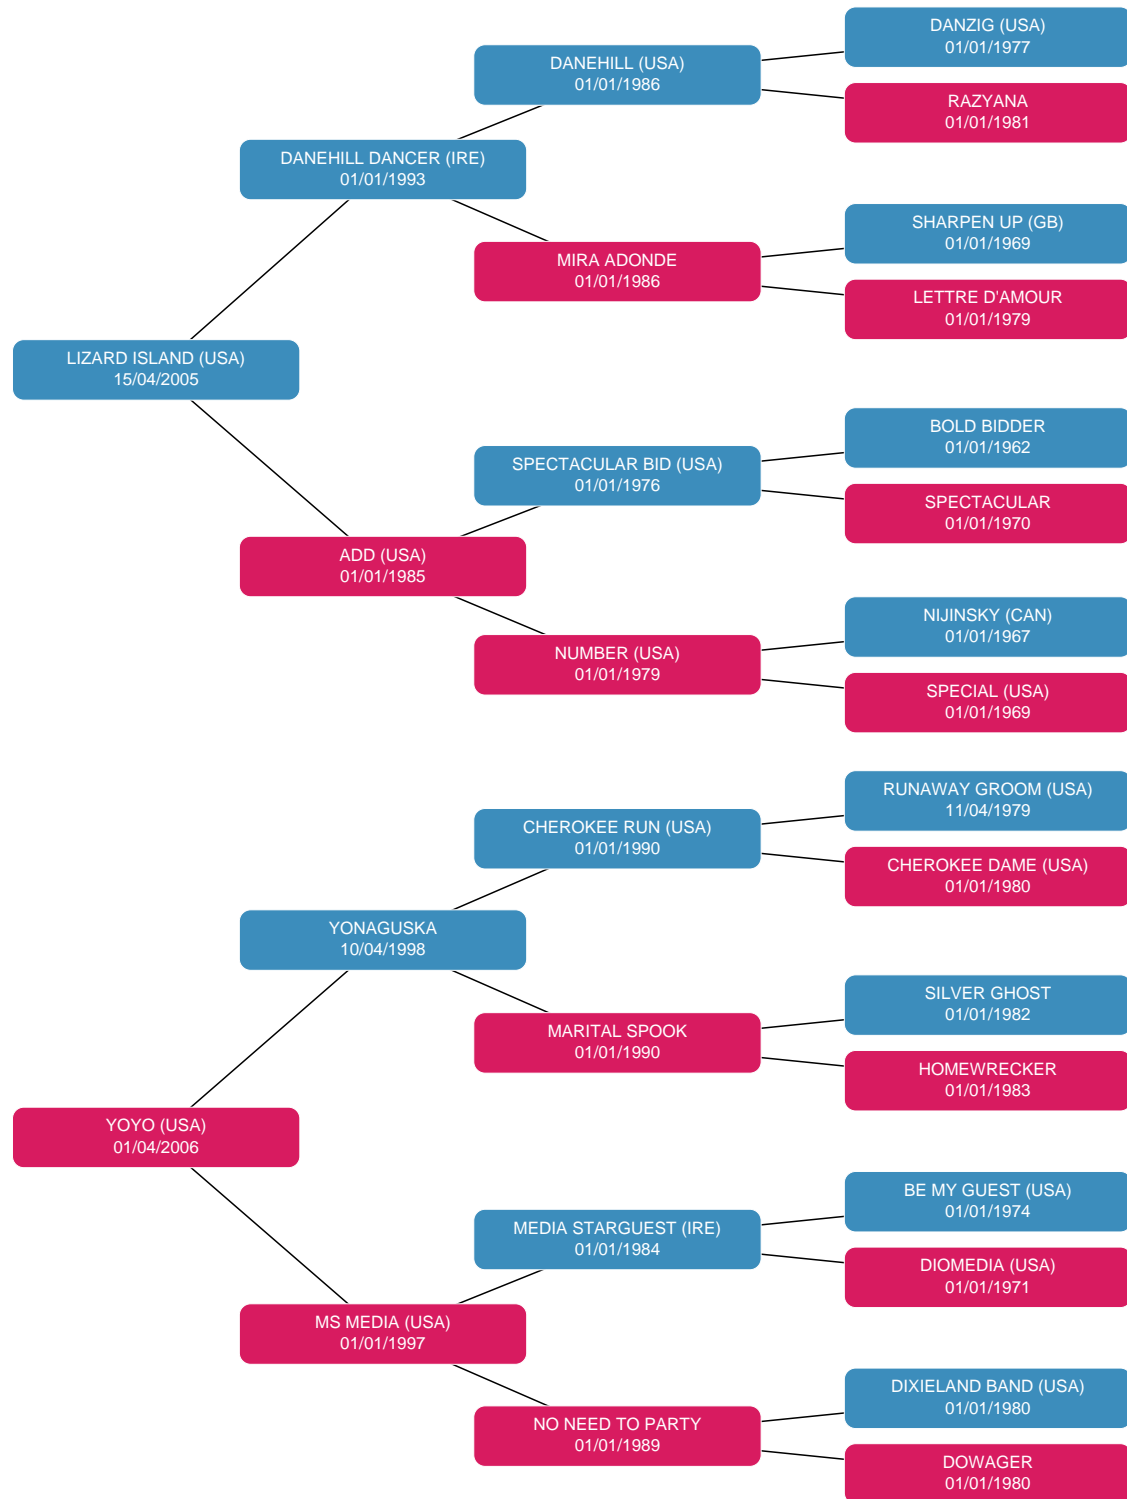 DANZIG (USA)
01/01/1977
DANEHILL (USA)
01/01/1986
RAZYANA
01/01/1981
DANEHILL DANCER (IRE)
01/01/1993
SHARPEN UP (GB)
01/01/1969
MIRA ADONDE
01/01/1986
LETTRE D'AMOUR
01/01/1979
LIZARD ISLAND (USA)
15/04/2005
BOLD BIDDER
01/01/1962
SPECTACULAR BID (USA)
01/01/1976
SPECTACULAR
01/01/1970
ADD (USA)
01/01/1985
NIJINSKY (CAN)
01/01/1967
NUMBER (USA)
01/01/1979
SPECIAL (USA)
01/01/1969
RUNAWAY GROOM (USA)
11/04/1979
CHEROKEE RUN (USA)
01/01/1990
CHEROKEE DAME (USA)
01/01/1980
YONAGUSKA
10/04/1998
SILVER GHOST
01/01/1982
MARITAL SPOOK
01/01/1990
HOMEWRECKER
01/01/1983
YOYO (USA)
01/04/2006
BE MY GUEST (USA)
01/01/1974
MEDIA STARGUEST (IRE)
01/01/1984
DIOMEDIA (USA)
01/01/1971
MS MEDIA (USA)
01/01/1997
DIXIELAND BAND (USA)
01/01/1980
NO NEED TO PARTY
01/01/1989
DOWAGER
01/01/1980